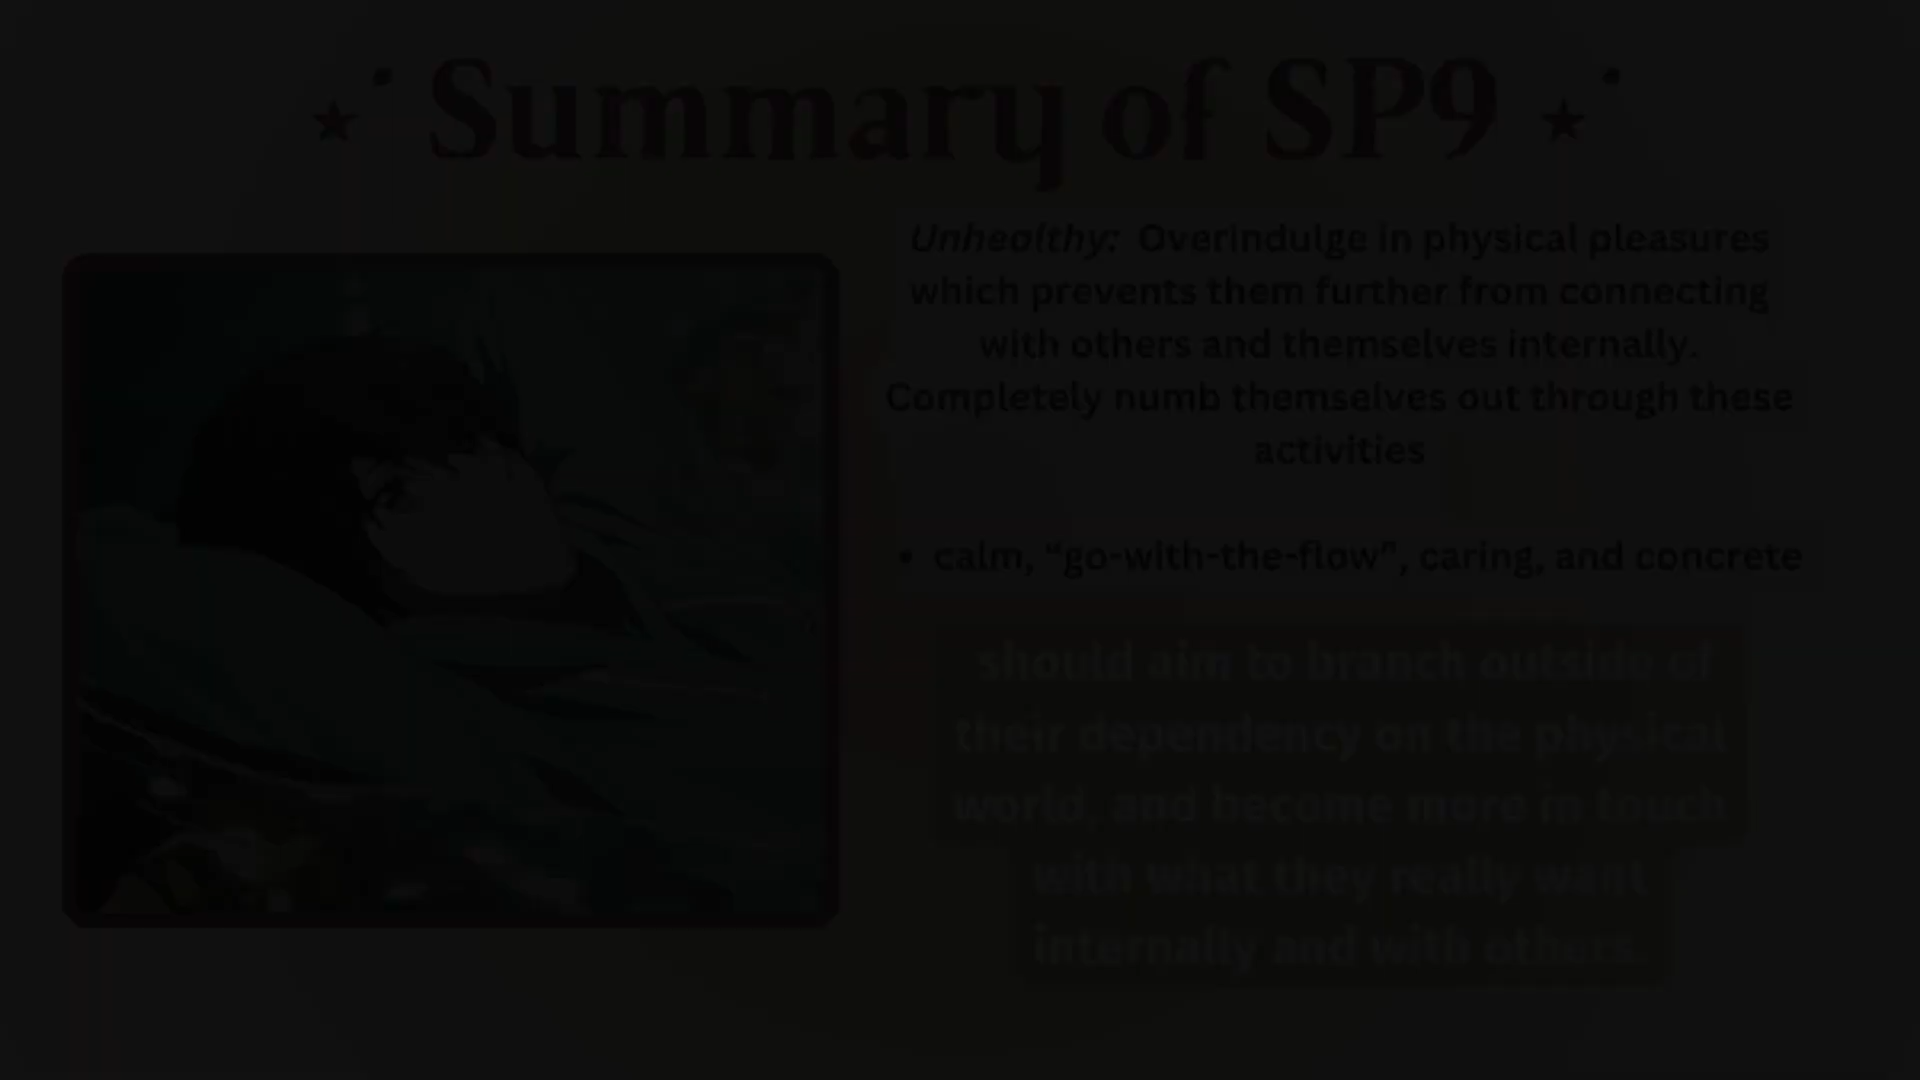 Summary of SP9
Unhealthy: Overindulge in physical pleasures
which prevents them further from connecting
with others and themselves internally.
Completely numb themselves out through these
activities
• calm, “go-with-the-flow”, caring, and concrete
should aim to branch outside of
their dependency on the physical
world, and become more in touch
with what they really want
internally and with others.